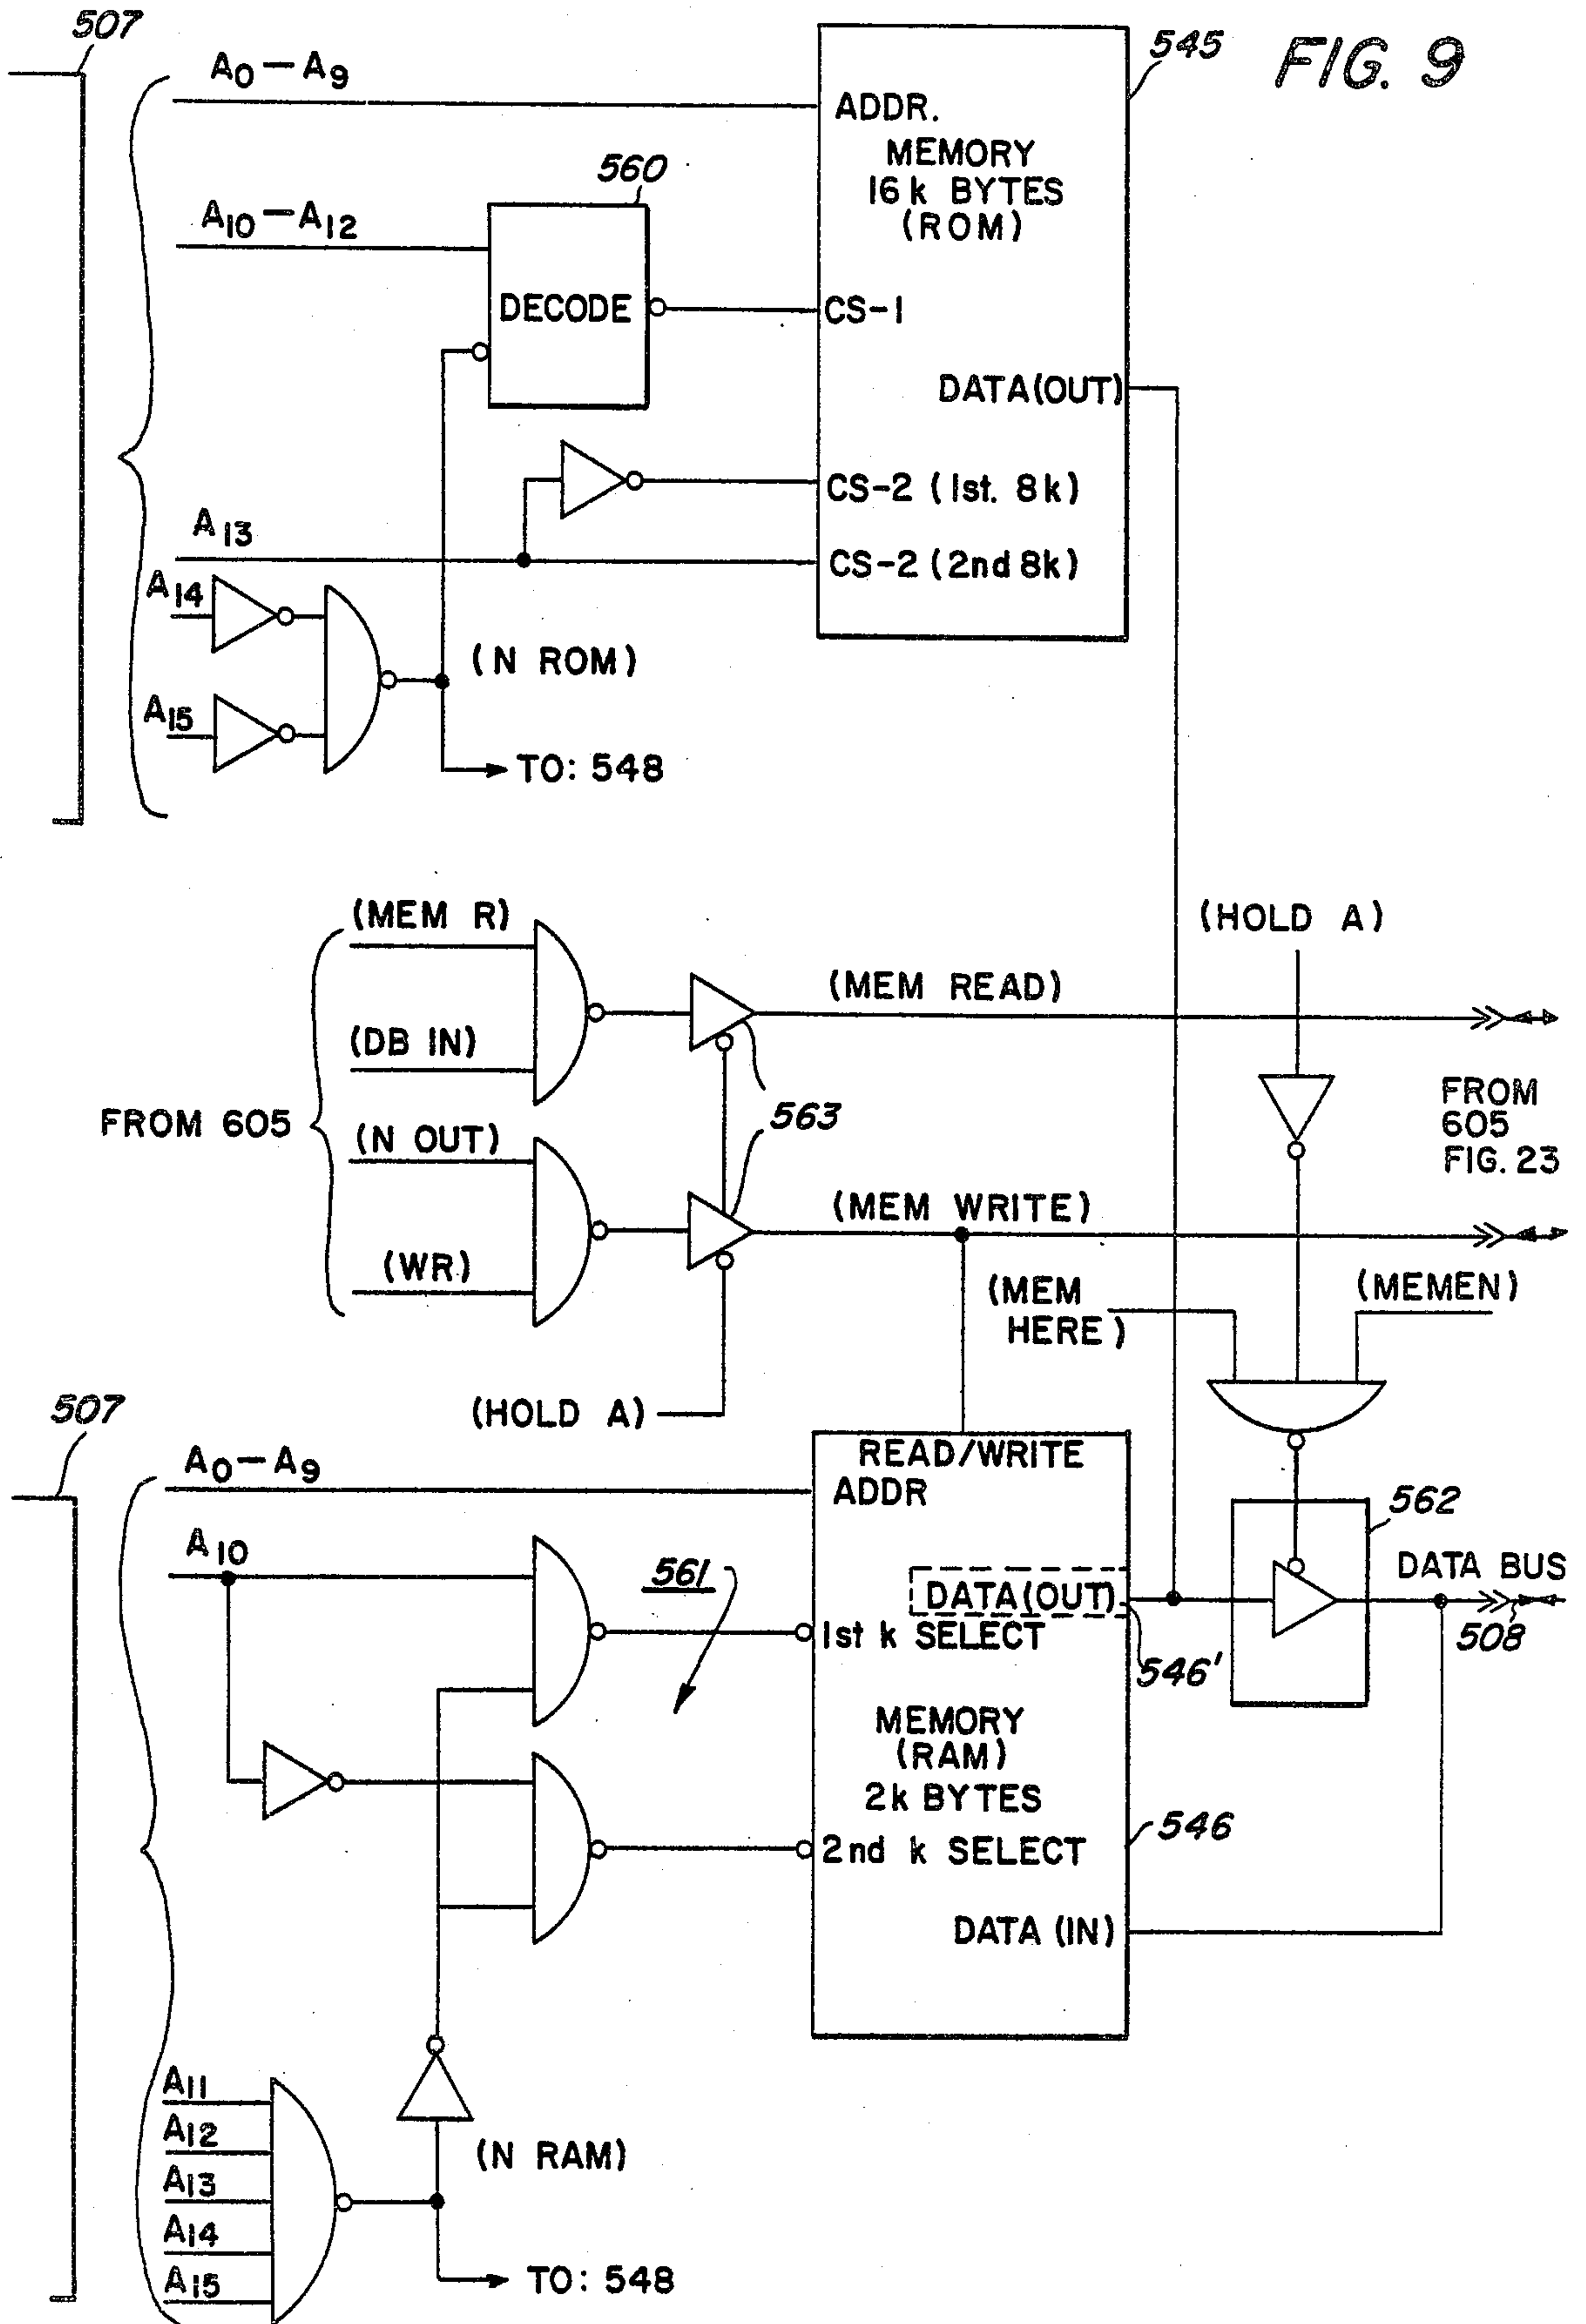 507
A0–A9
545
FIG. 9
ADDR.
MEMORY
16k BYTES
(ROM)
560
A10–A12
DECODE
CS-1
DATA(OUT)
CS-2 (1st. 8k)
A13
CS-2 (2nd 8k)
A14
(N ROM)
A15
TO: 548
(MEM R)
(HOLD A)
(MEM READ)
(DB IN)
563
FROM 605
FROM
605
FIG. 23
(N OUT)
(MEM WRITE)
(WR)
(MEM
HERE)
(MEMEN)
507
(HOLD A)
A0–A9
READ/WRITE
ADDR
562
A10
561
DATA(OUT)
DATA BUS
1st k SELECT
546'
508
MEMORY
(RAM)
2k BYTES
546
2nd k SELECT
DATA (IN)
A11
A12
(N RAM)
A13
A14
A15
TO: 548